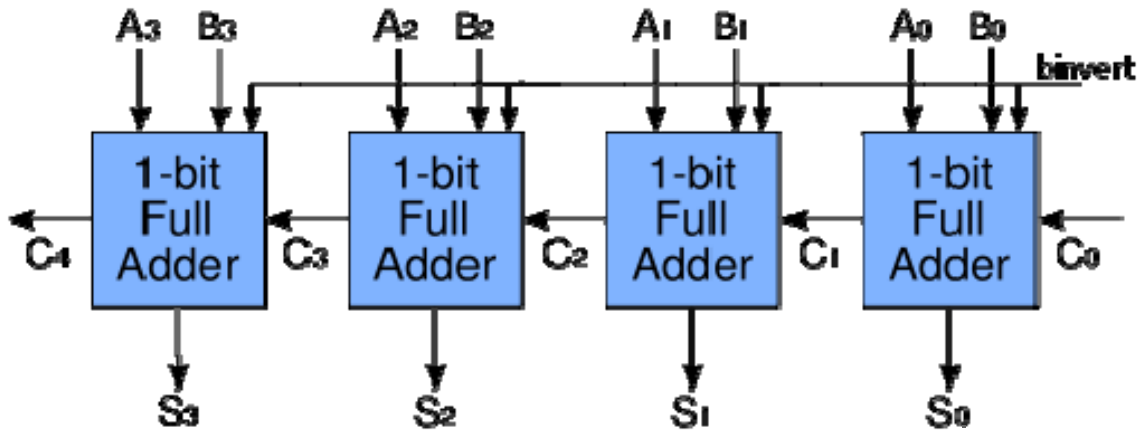 A3 B3 A2 B2 A1 B1 A0 B0
binvert
1-bit Full Adder
1-bit Full Adder
1-bit Full Adder
1-bit Full Adder
C4 C3 C2 C1 C0
S3 S2 S1 S0